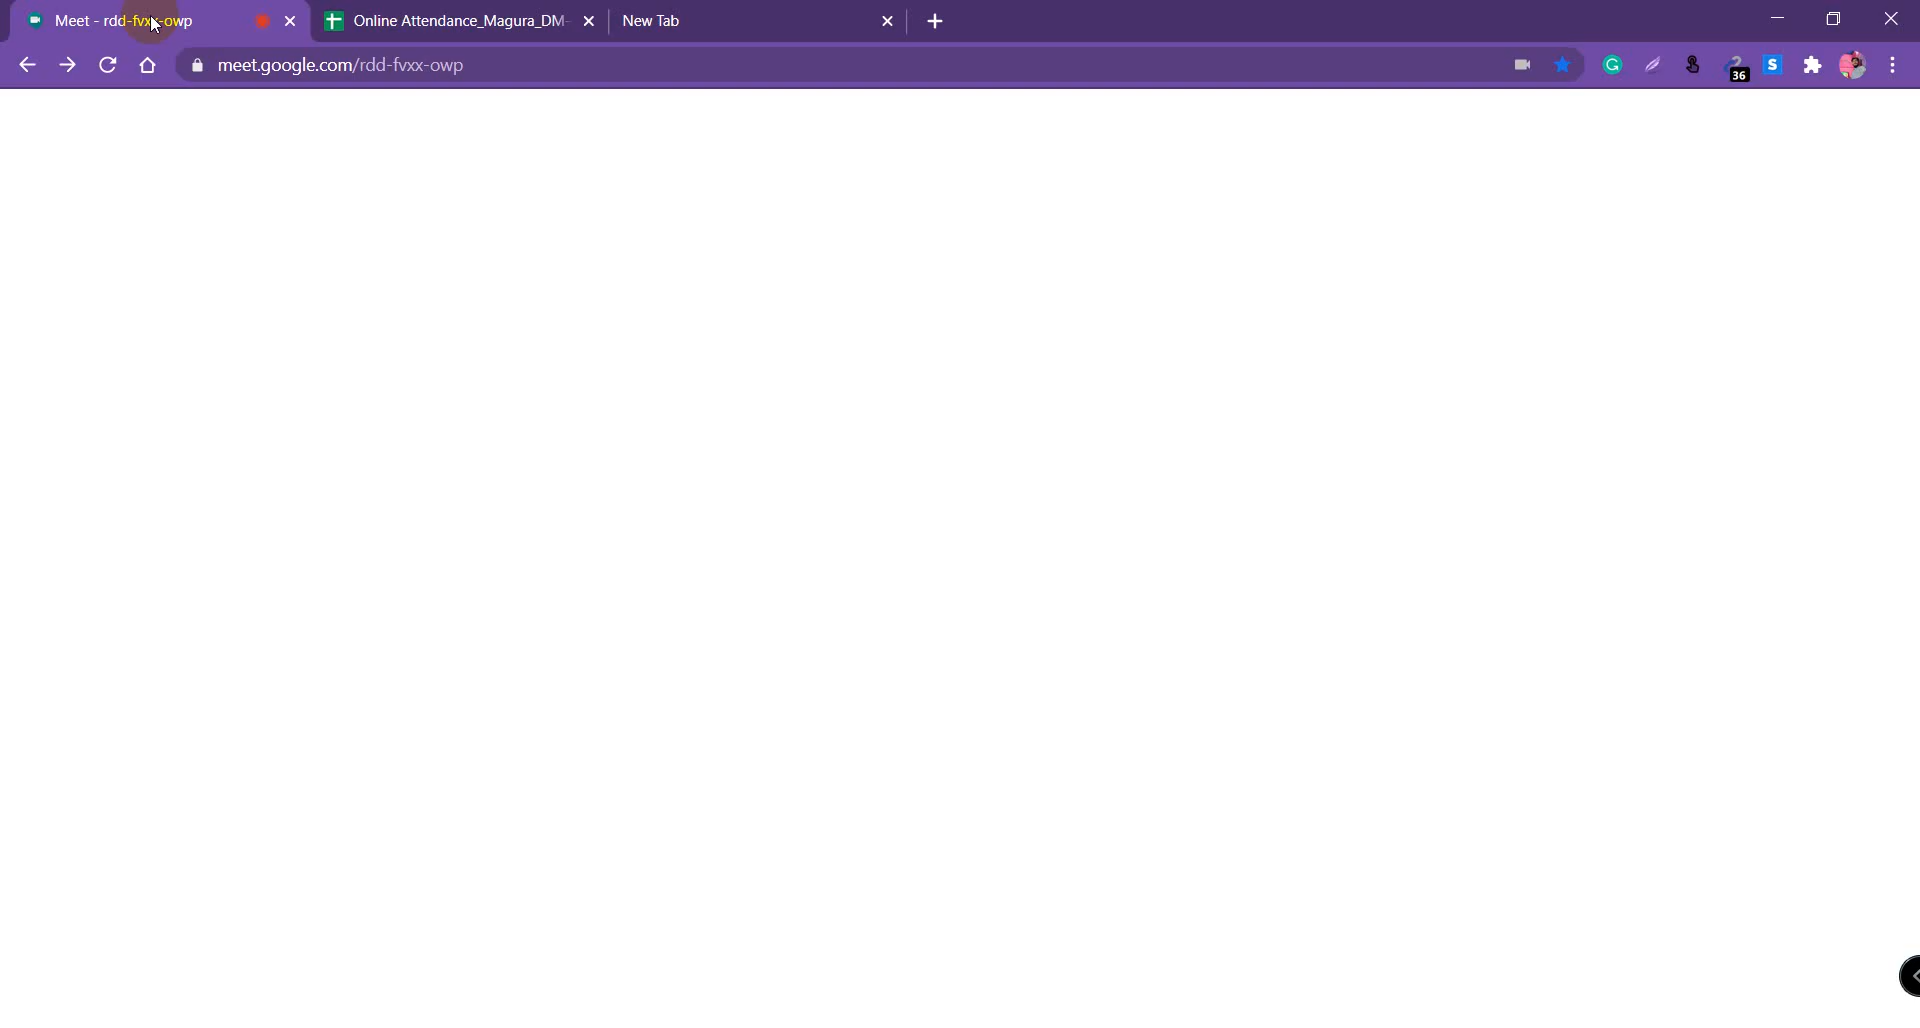 Meet - rdd-fvxx-owp
Online Attendance_Magura_DM-
New Tab
meet.google.com/rdd-fvxx-owp
G
36
S